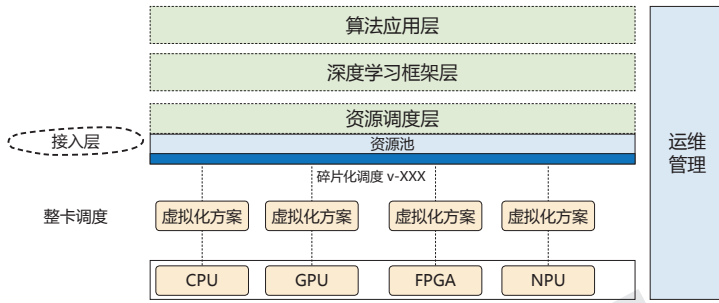 算法应用层
深度学习框架层
资源调度层
接入层
资源池
碎片化调度 v-XXX
整卡调度
虚拟化方案
虚拟化方案
虚拟化方案
虚拟化方案
CPU
GPU
FPGA
NPU
运维
管理